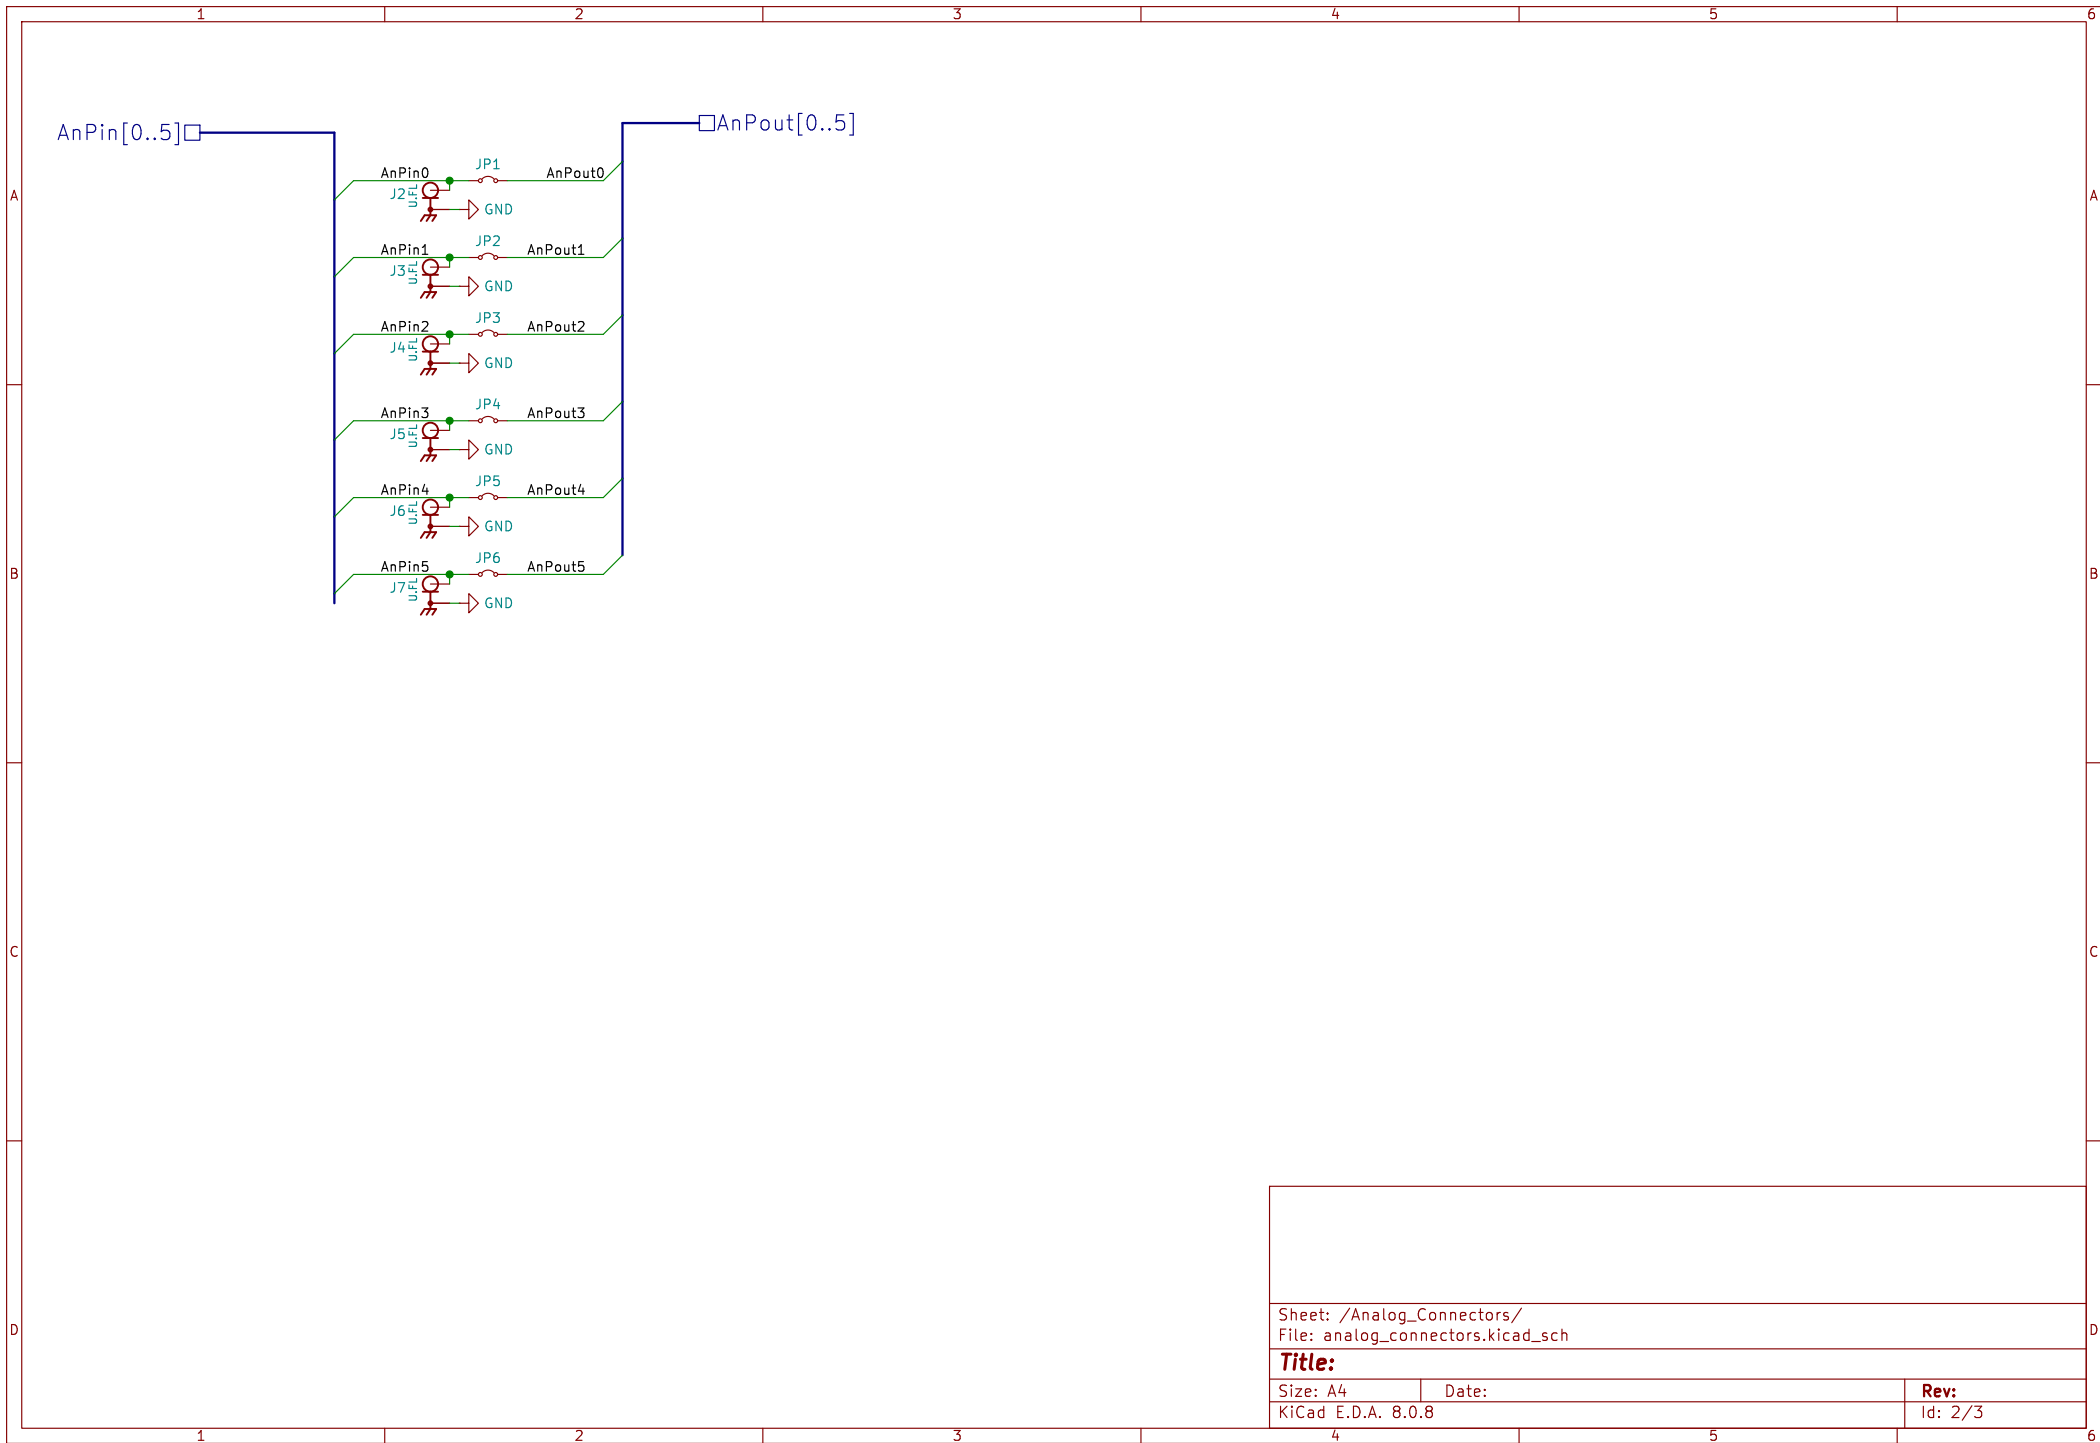 1 2 3 4 5 6
AnPin[0..5]
AnPout[0..5]
A A
AnPin0 JP1 AnPout0
J2 U.FL
GND
AnPin1 JP2 AnPout1
J3 U.FL
GND
AnPin2 JP3 AnPout2
J4 U.FL
GND
AnPin3 JP4 AnPout3
J5 U.FL
GND
AnPin4 JP5 AnPout4
J6 U.FL
GND
B B
AnPin5 JP6 AnPout5
J7 U.FL
GND
C C
D D
Sheet: /Analog_Connectors/
File: analog_connectors.kicad_sch
Title:
Size: A4 Date: Rev:
KiCad E.D.A. 8.0.8 Id: 2/3
1 2 3 4 5 6